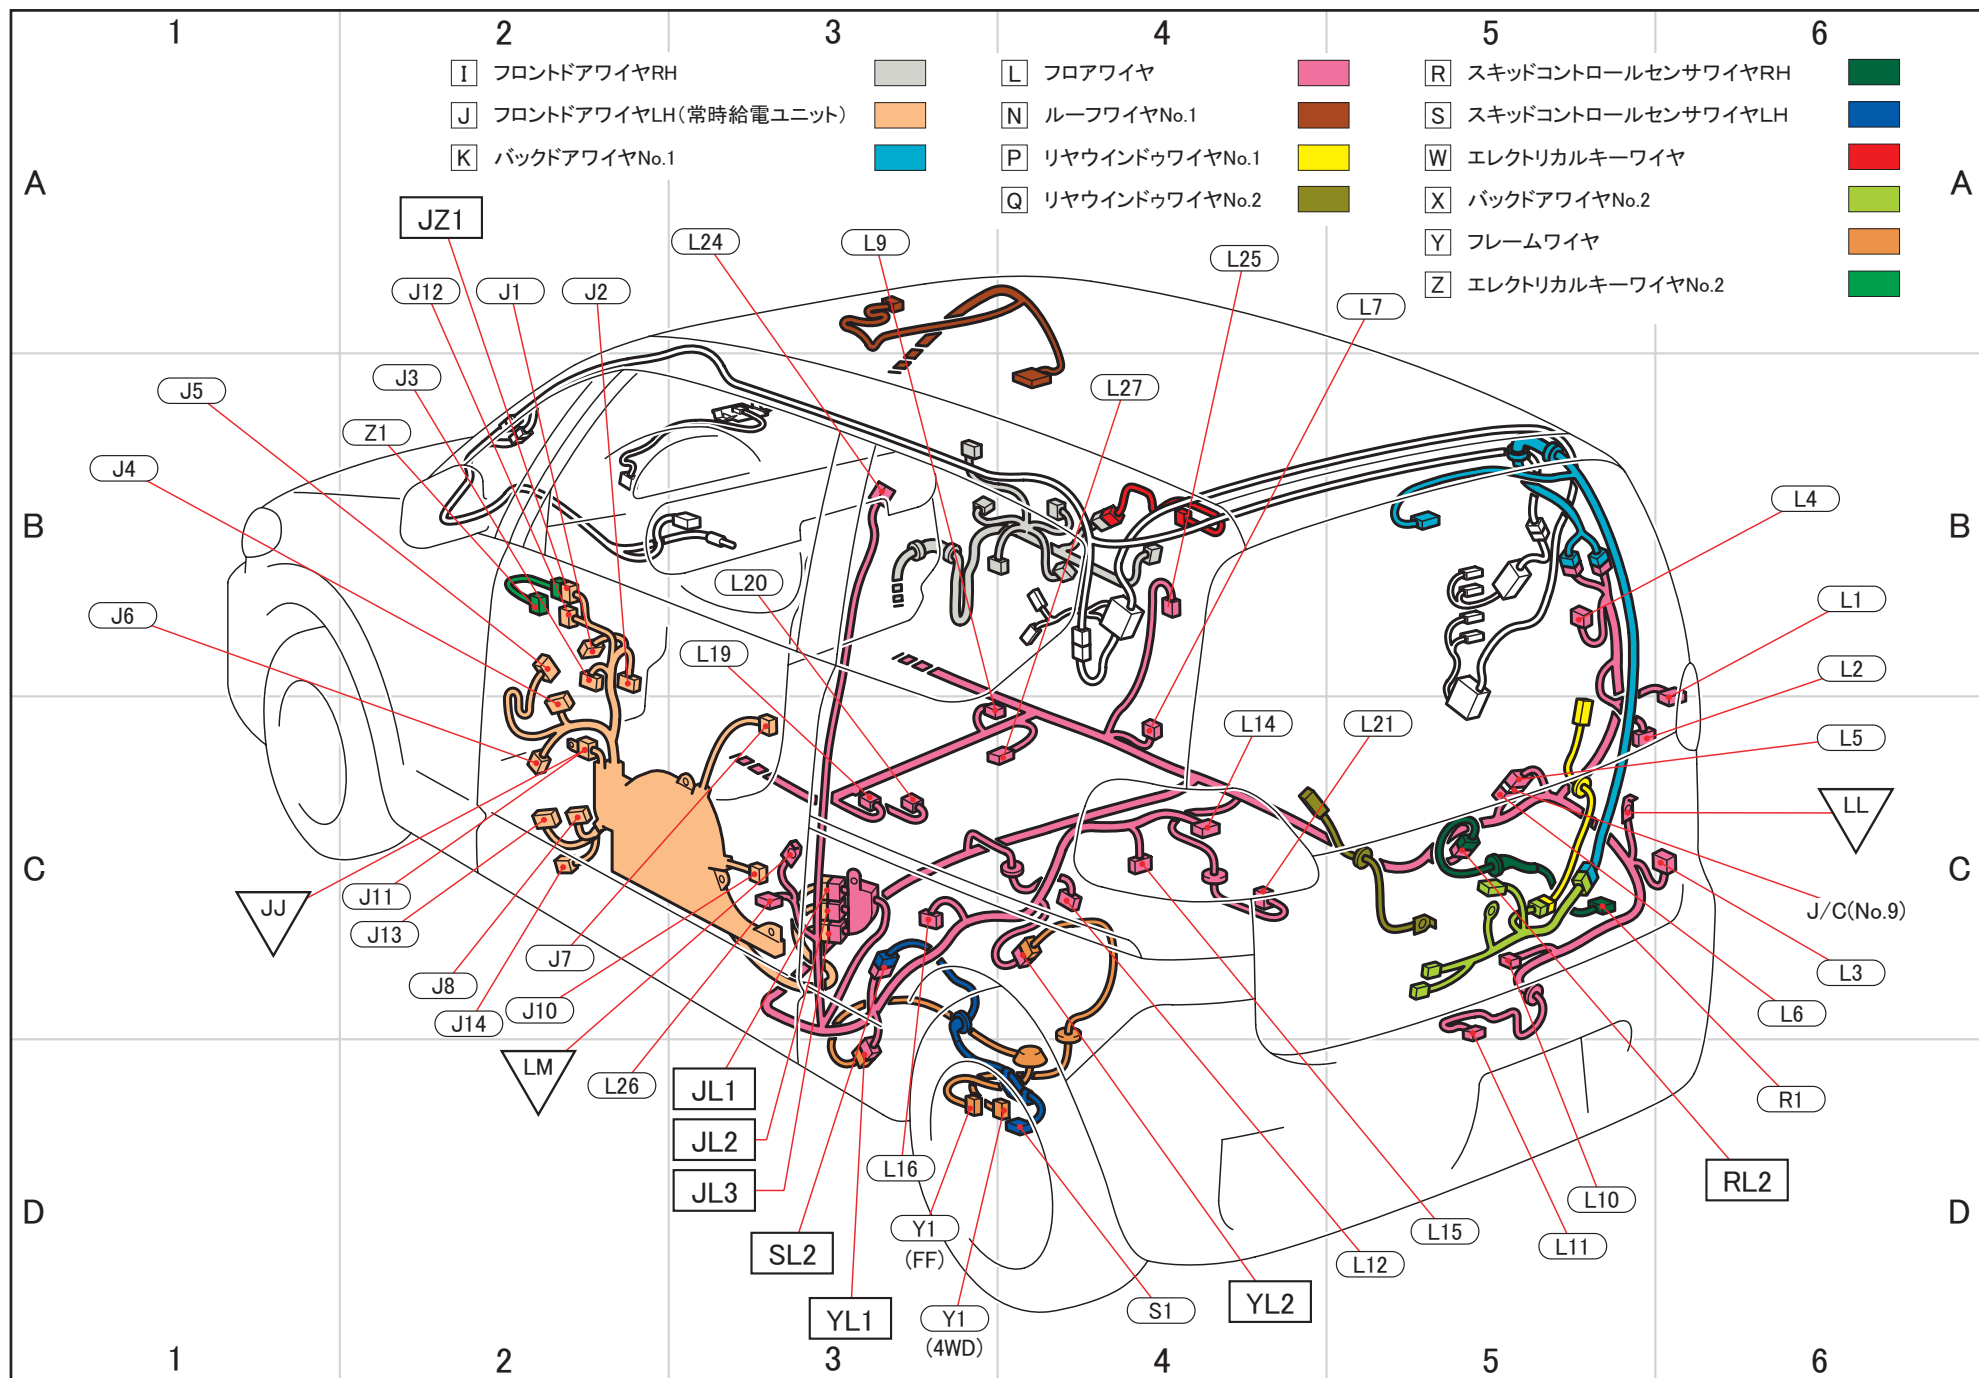 1 2 3 4 5 6
I フロントドアワイヤRH
J フロントドアワイヤLH（常時給電ユニット）
K バックドアワイヤNo.1
L フロアワイヤ
N ルーフワイヤNo.1
P リヤウインドゥワイヤNo.1
Q リヤウインドゥワイヤNo.2
R スキッドコントロールセンサワイヤRH
S スキッドコントロールセンサワイヤLH
W エレクトリカルキーワイヤ
X バックドアワイヤNo.2
Y フレームワイヤ
Z エレクトリカルキーワイヤNo.2
A A
JZ1
L24
L9
L25
J12
J1
J2
L7
J5
J3
L27
Z1
J4
L4
B B
L20
J6
L1
L19
L2
L14
L21
L5
LL
C C
JJ
J11
J13
J/C(No.9)
J7
J8
L3
J10
J14
L6
LM
L26
JL1
R1
JL2
L16
RL2
JL3
L10
D D
Y1
(FF)
L15
SL2
L11
L12
YL1
Y1
(4WD)
S1
YL2
1 2 3 4 5 6